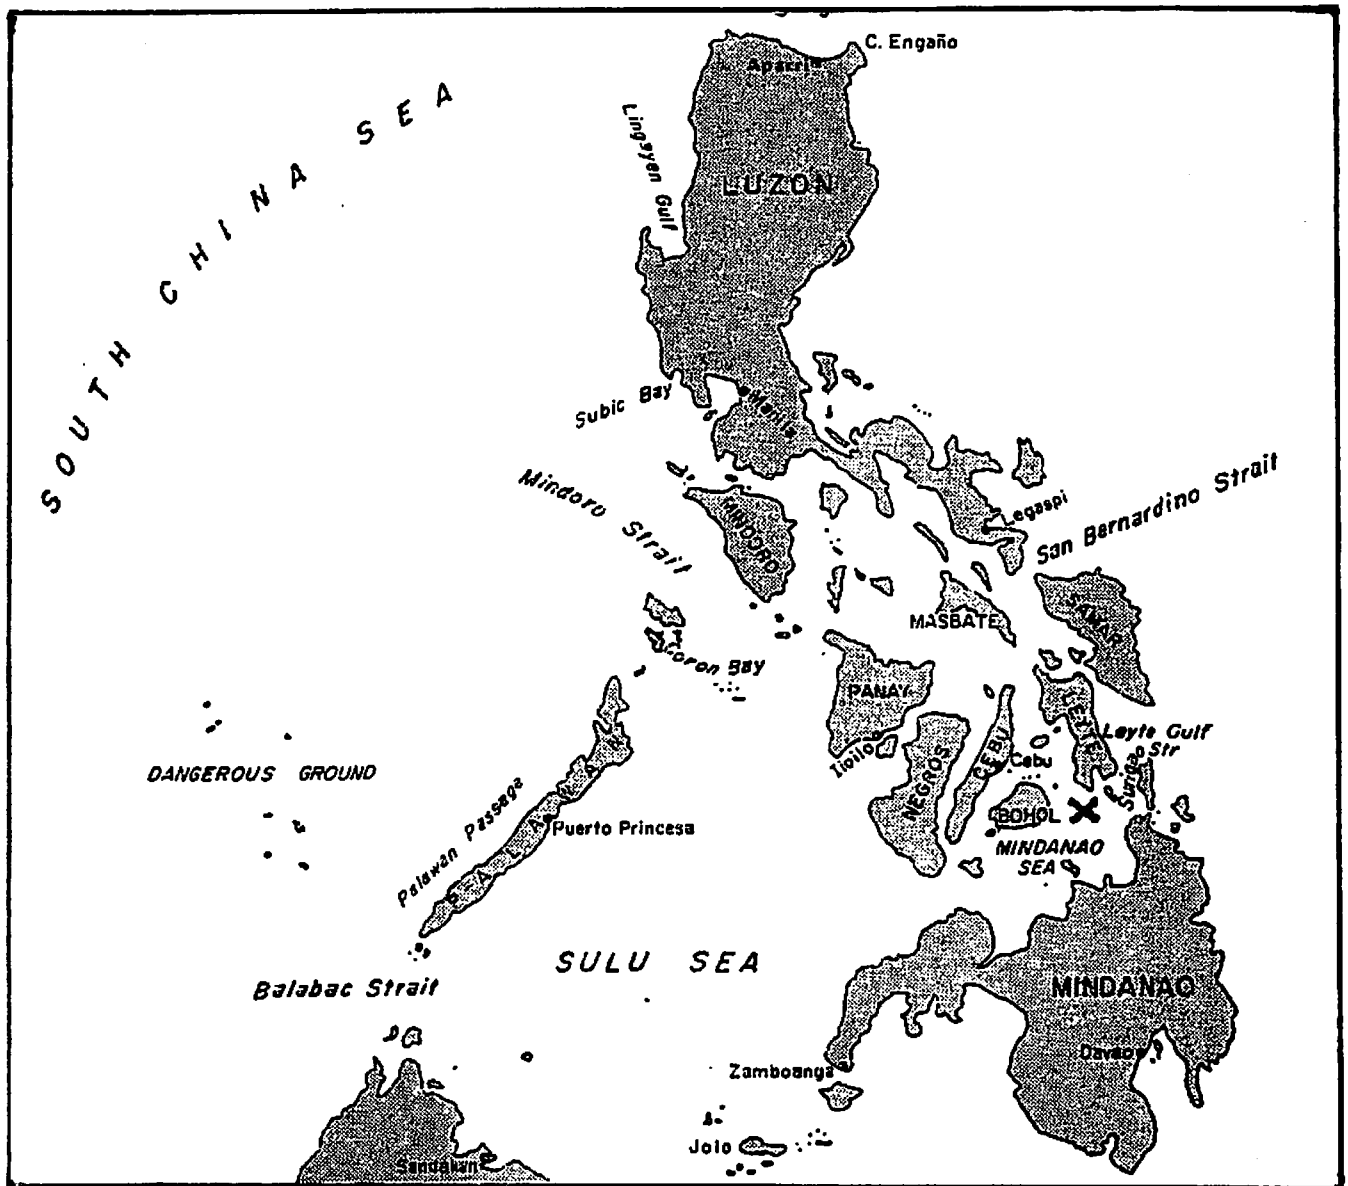 C. Engaño
Aparri
Lingayen Gulf
LUZON
SOUTH CHINA SEA
Subic Bay
Manila
Mindoro Strait
MINDORO
Legaspi
San Bernardino Strait
MASBATE
SAMAR
Coron Bay
PANAY
LEYTE
Leyte Gulf
Iloilo
NEGROS
CEBU
Cebu
Surigao Str
DANGEROUS GROUND
PALAWAN
Palawan Passage
Puerto Princesa
BOHOL
X
MINDANAO
SEA
SULU SEA
Balabac Strait
MINDANAO
Davao
Zamboanga
Jolo
Sandakan